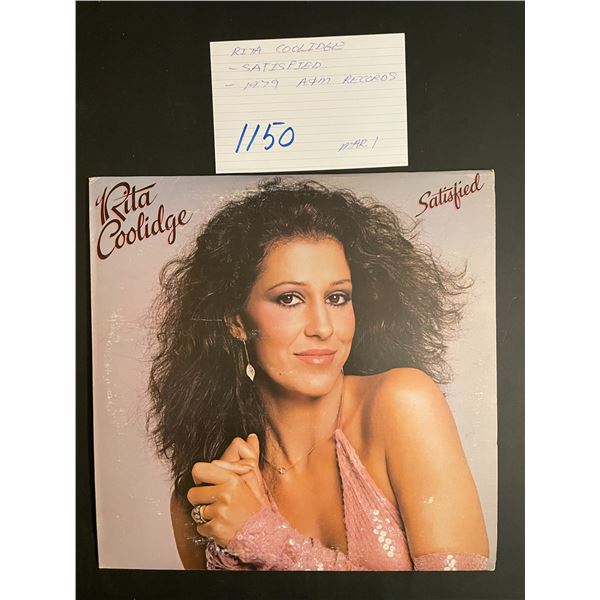 RITA COOLIDGE
- SATISFIED.
- 1979 A&M RECORDS
1150 MAR. 1
Rita Coolidge
Satisfied